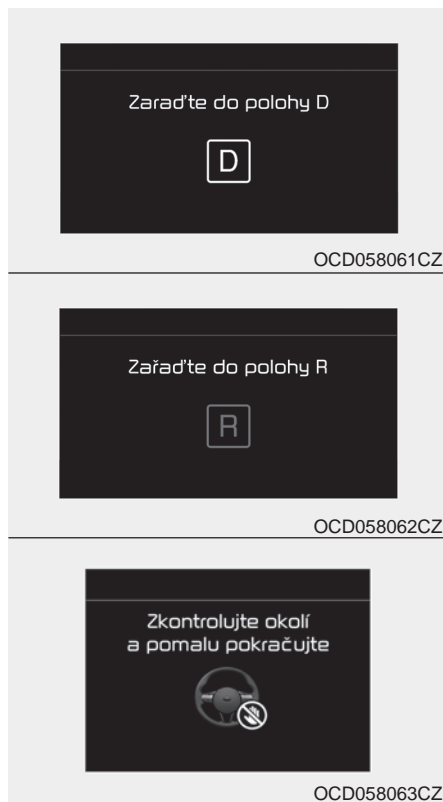 Zaraďte do polohy D
D
OCD058061CZ
Zařaďte do polohy R
R
OCD058062CZ
Zkontrolujte okolí
a pomalu pokračujte
OCD058063CZ